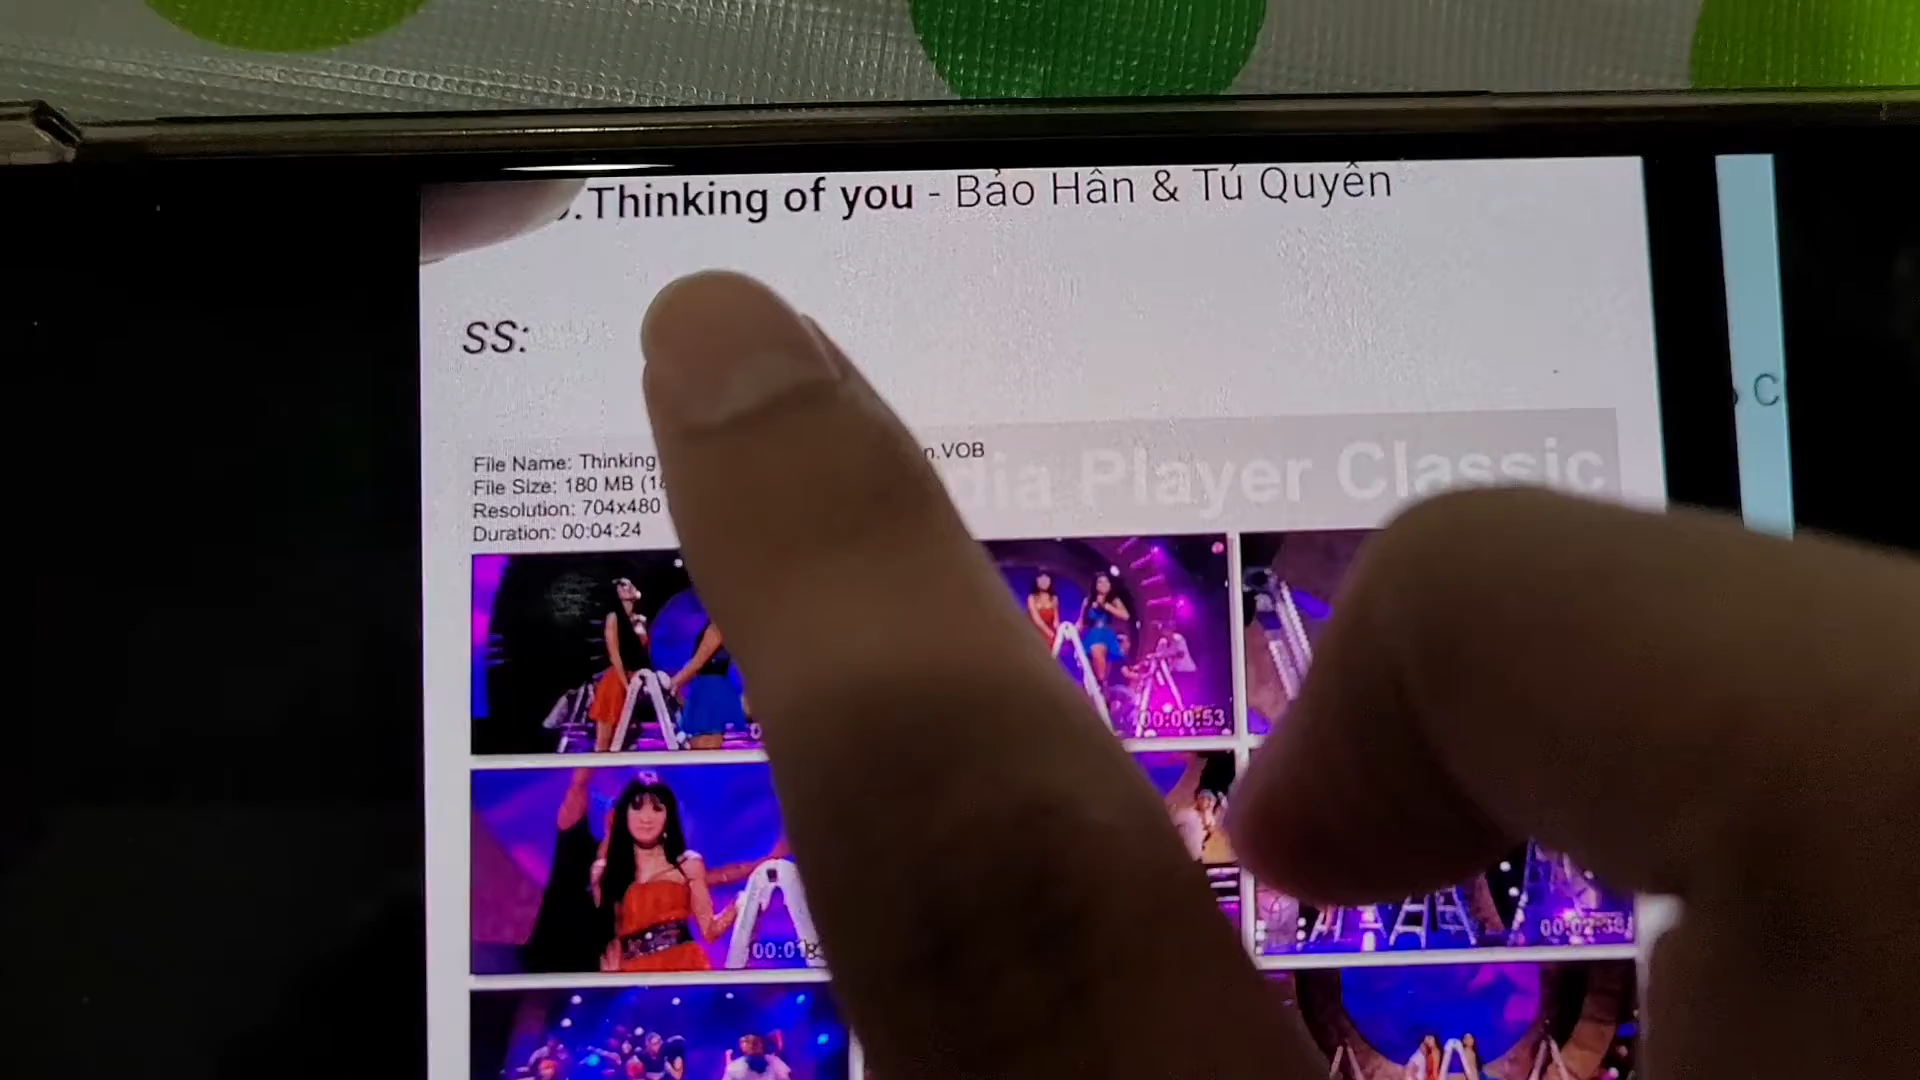 .Thinking of you - Bảo Hân & Tú Quyên
SS:
C
File Name: Thinking n.VOB
File Size: 180 MB
Resolution: 704x480
Duration: 00:04:24
Player Classic
00:00:53
00:02:38